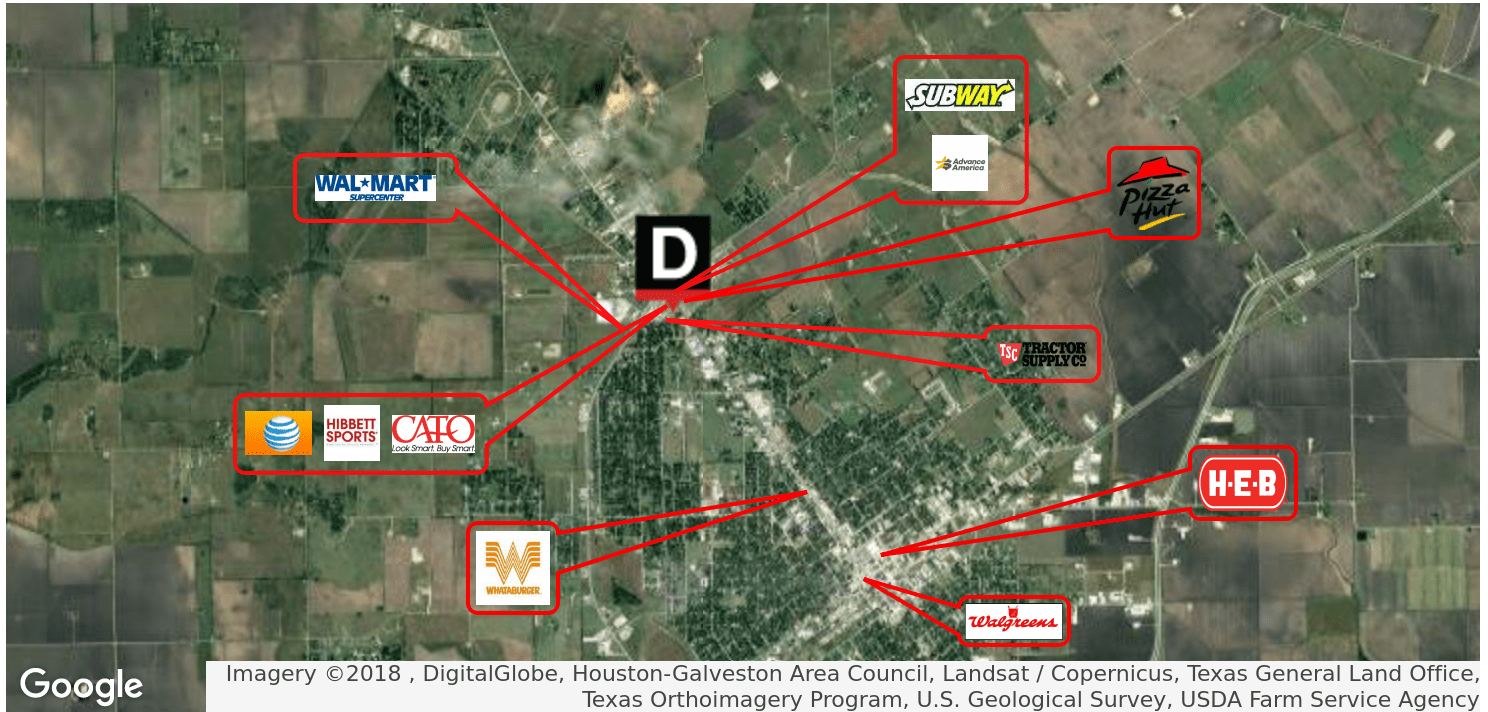 SUBWAY
Advance
America
WAL★MART
SUPERCENTER
Pizza
Hut
D
TSC TRACTOR
SUPPLY CO
HIBBETT
SPORTS
CATO
Look Smart. Buy Smart.
H·E·B
WHATABURGER
Walgreens
Google
Imagery ©2018 , DigitalGlobe, Houston-Galveston Area Council, Landsat / Copernicus, Texas General Land Office,
Texas Orthoimagery Program, U.S. Geological Survey, USDA Farm Service Agency